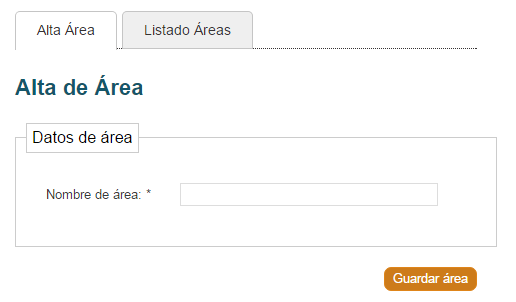 Alta Área
Listado Áreas
Alta de Área
Datos de área
Nombre de área: *
Guardar área